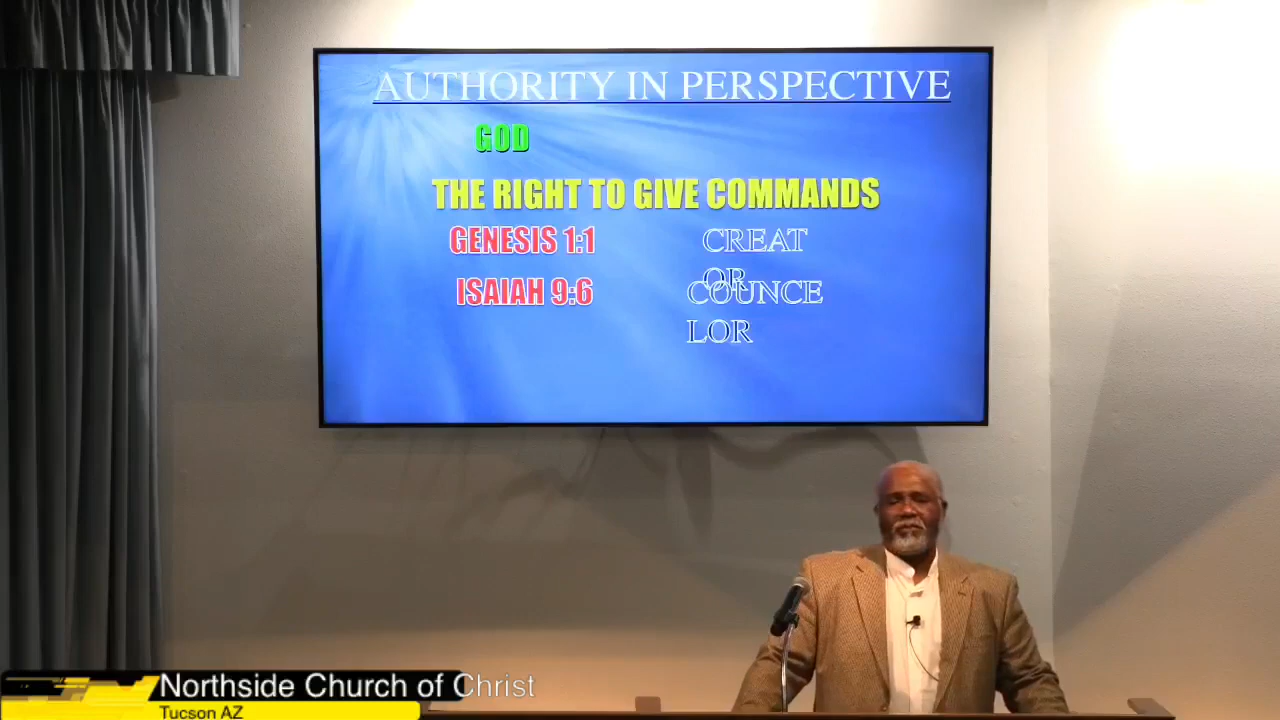 AUTHORITY IN PERSPECTIVE
GOD
THE RIGHT TO GIVE COMMANDS
GENESIS 1:1
CREAT
OR
ISAIAH 9:6
COUNCE
LOR
Northside Church of Christ
Tucson AZ